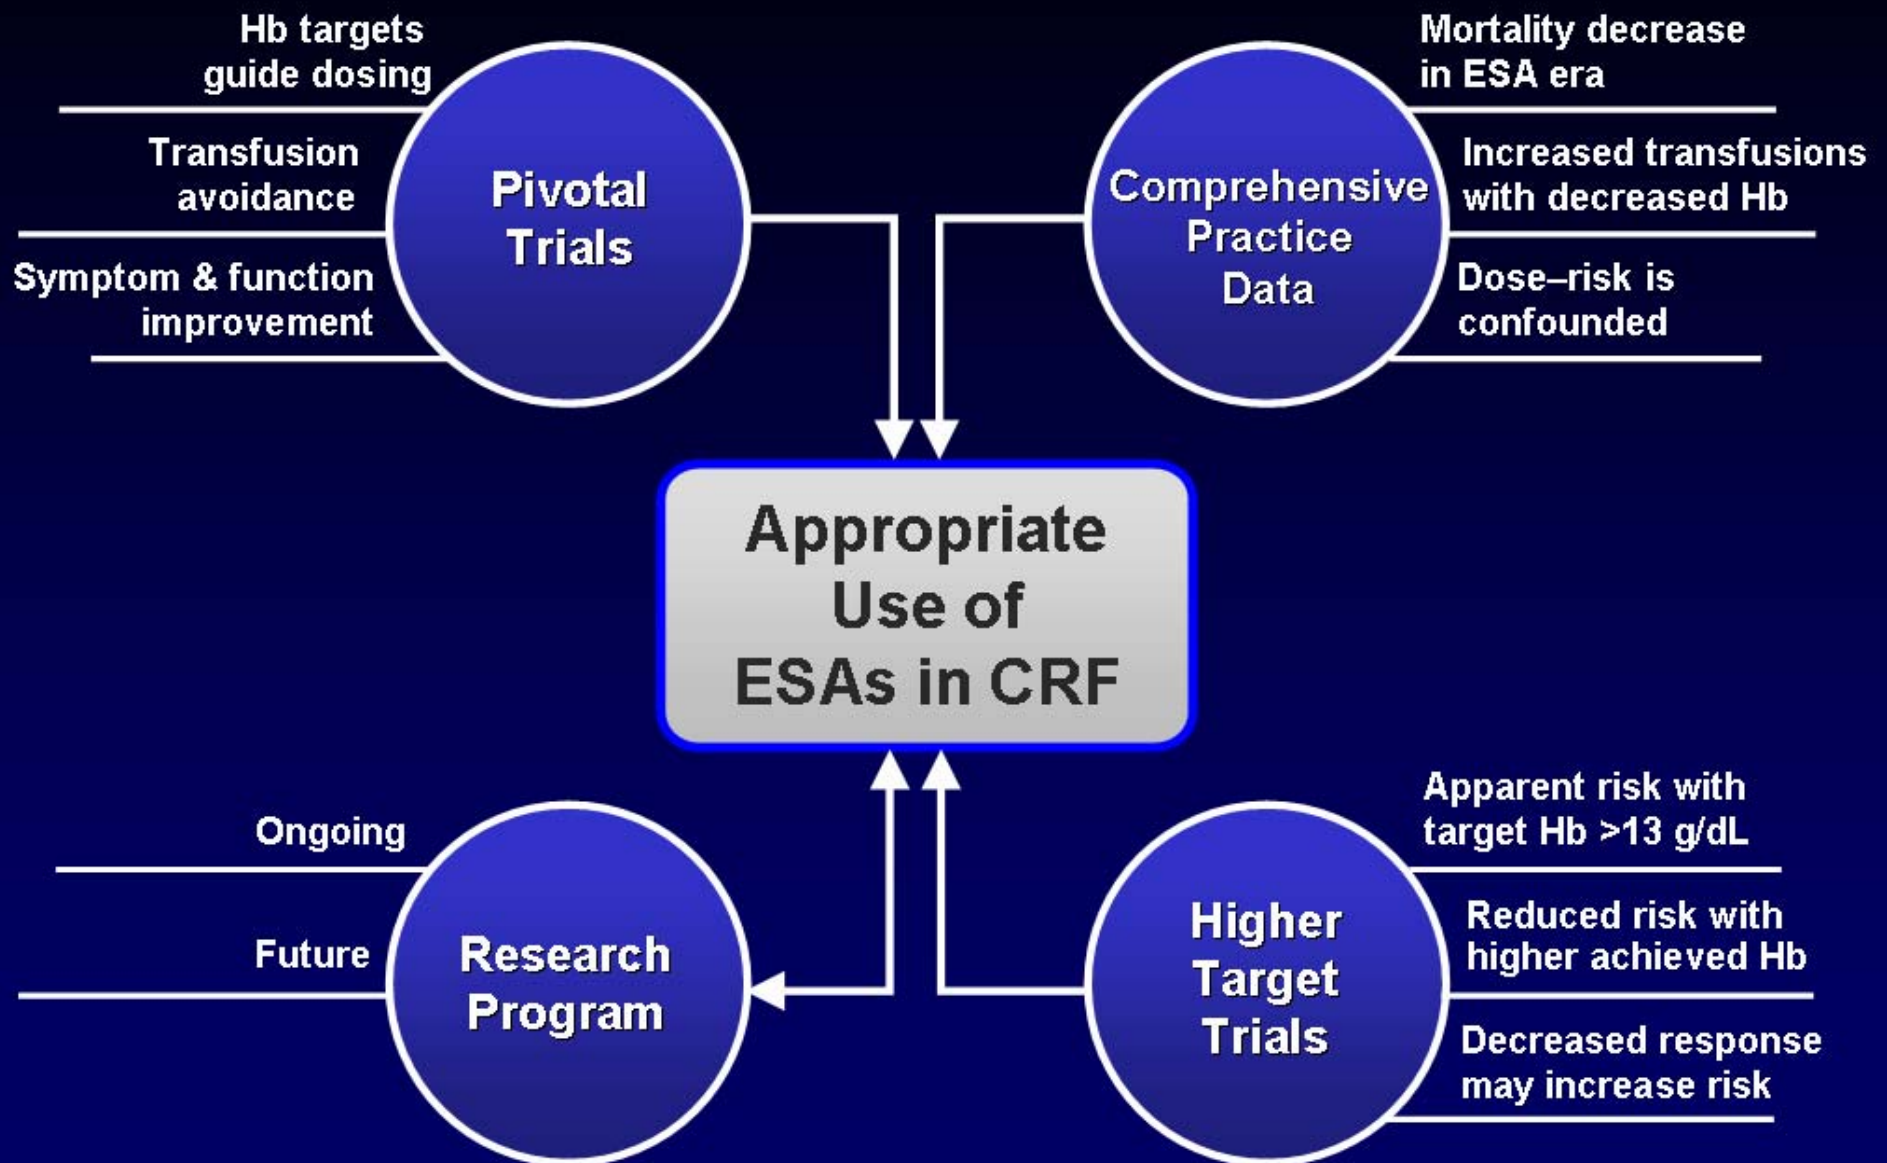 Hb targets
guide dosing
Transfusion
avoidance
Symptom & function
improvement
Pivotal
Trials
Mortality decrease
in ESA era
Increased transfusions
with decreased Hb
Dose–risk is
confounded
Comprehensive
Practice
Data
Appropriate
Use of
ESAs in CRF
Ongoing
Future
Research
Program
Apparent risk with
target Hb >13 g/dL
Reduced risk with
higher achieved Hb
Decreased response
may increase risk
Higher
Target
Trials